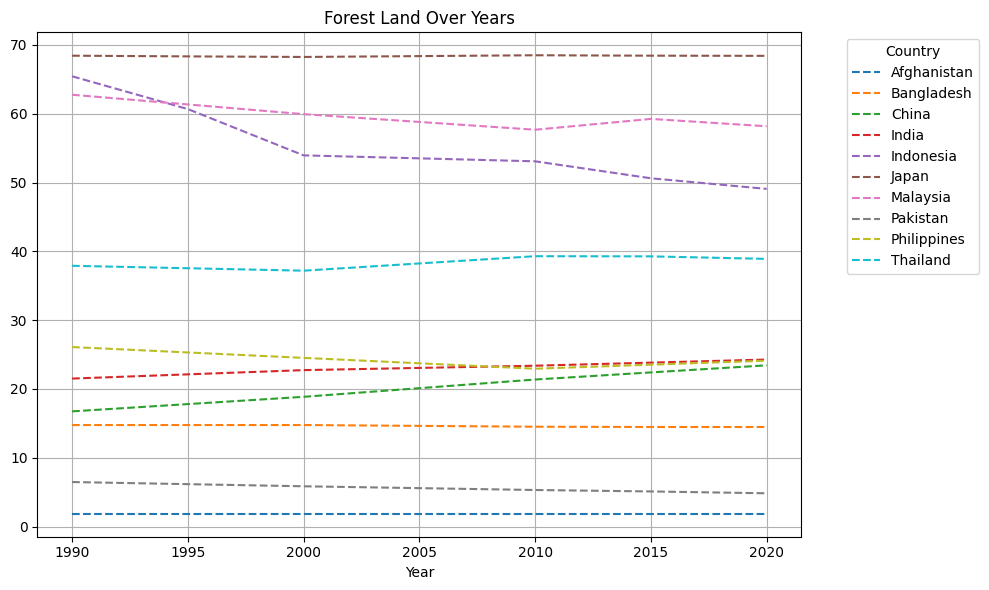 Forest Land Over Years
70
60
50
40
30
20
10
0
1990 1995 2000 2005 2010 2015 2020
Year
Country
Afghanistan
Bangladesh
China
India
Indonesia
Japan
Malaysia
Pakistan
Philippines
Thailand